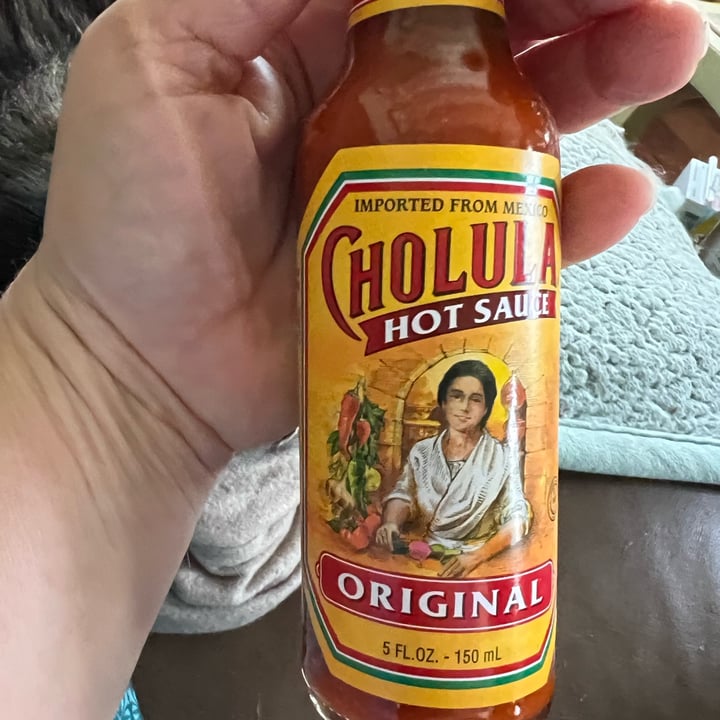 IMPORTED FROM MEXICO
CHOLULA
HOT SAUCE
ORIGINAL
5 FL.OZ. - 150 mL